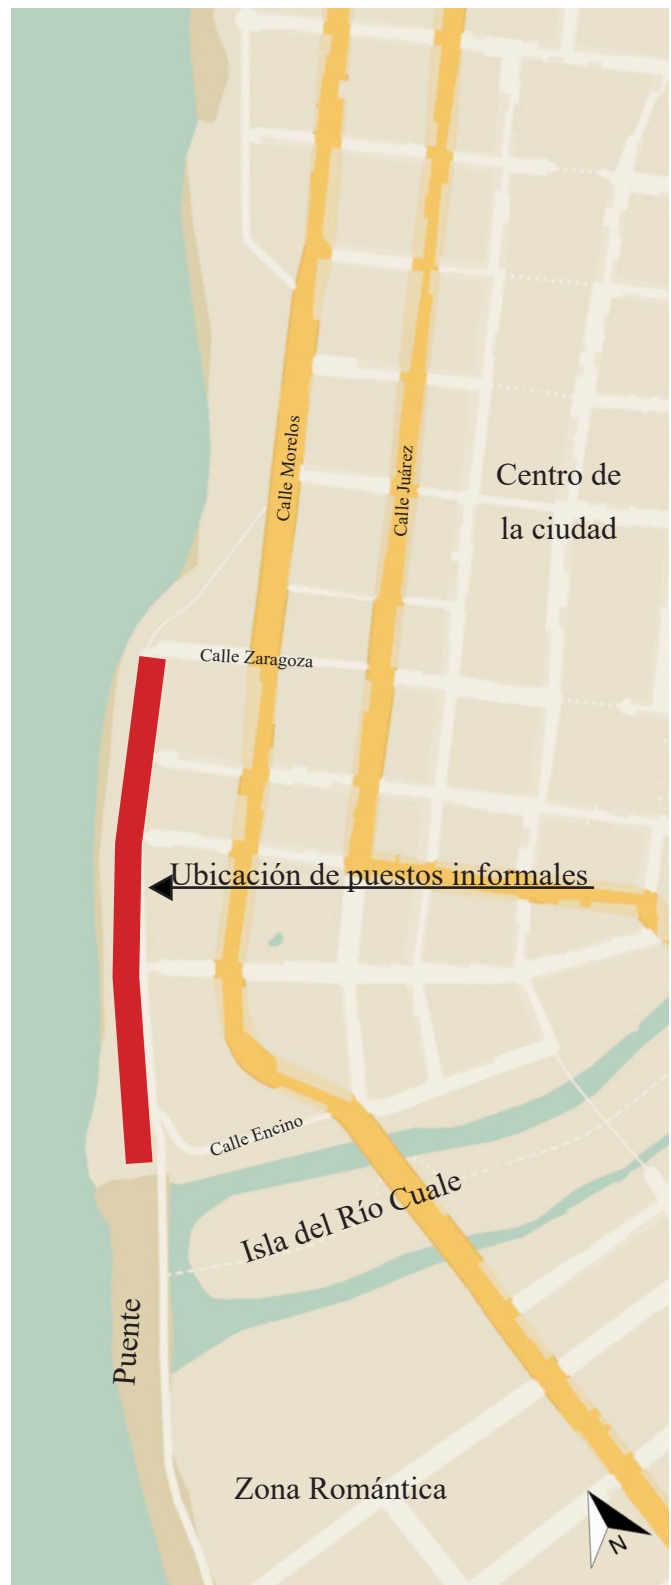 Calle Morelos
Calle Juárez
Centro de
la ciudad
Calle Zaragoza
Ubicación de puestos informales
Calle Encino
Isla del Río Cuale
Puente
Zona Romántica
N